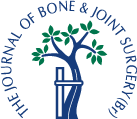 THE JOURNAL OF BONE & JOINT SURGERY (Br)